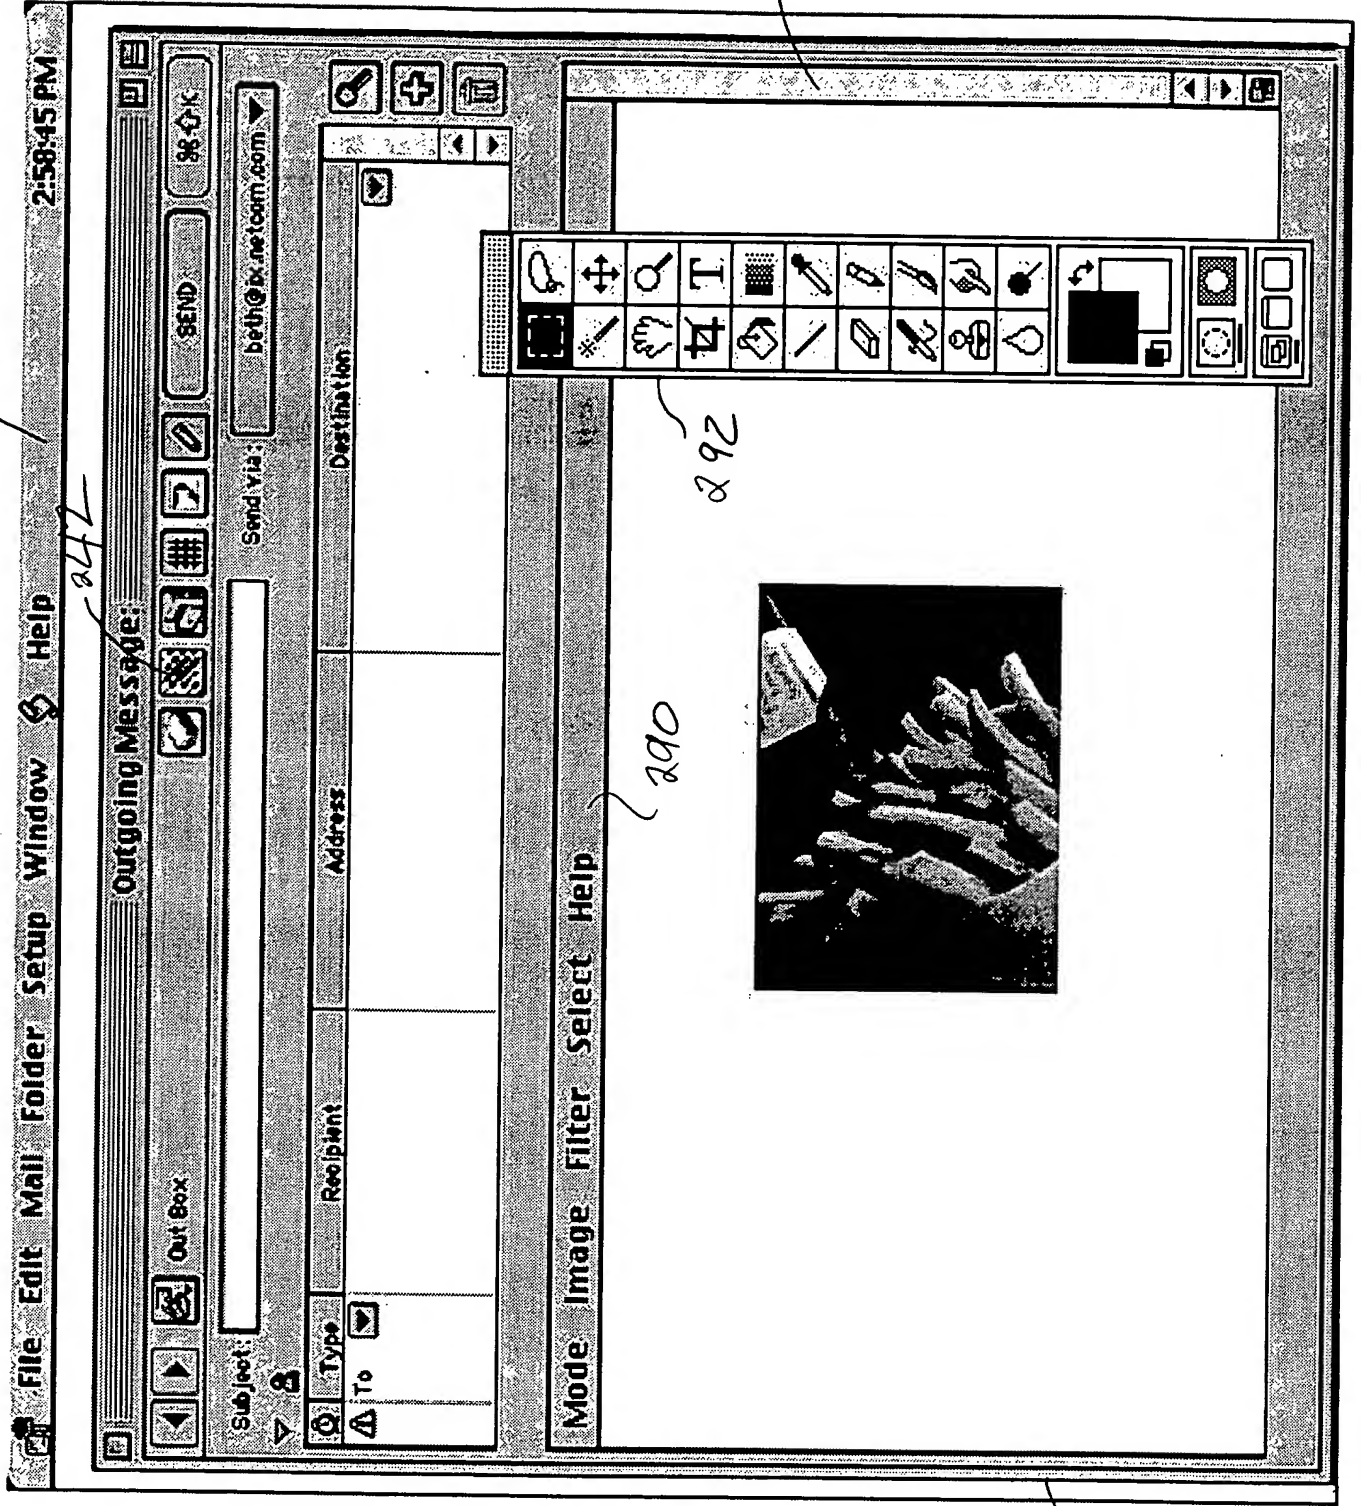 File Edit Mail Folder Setup Window Help 2:58:45 PM
Outgoing Message:
242
Out Box
SEND
⌘⇧K
Subject:
Send via: beth@ix.netcom.com
Type Recipient Address Destination
To
Mode Image Filter Select Help
290
292
T